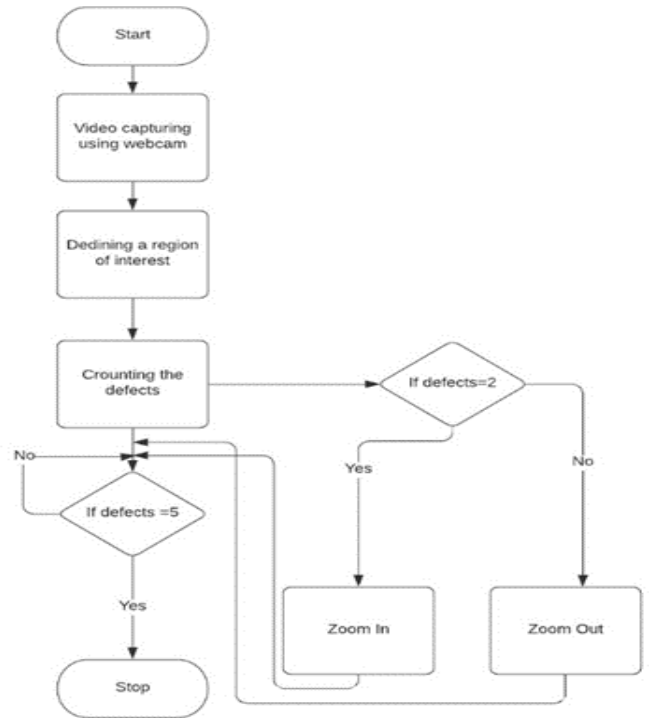 Start
Video capturing
using webcam
Dedining a region
of interest
Crounting the
defects
If defects=2
No
Yes
No
If defects =5
Yes
Zoom In
Zoom Out
Stop